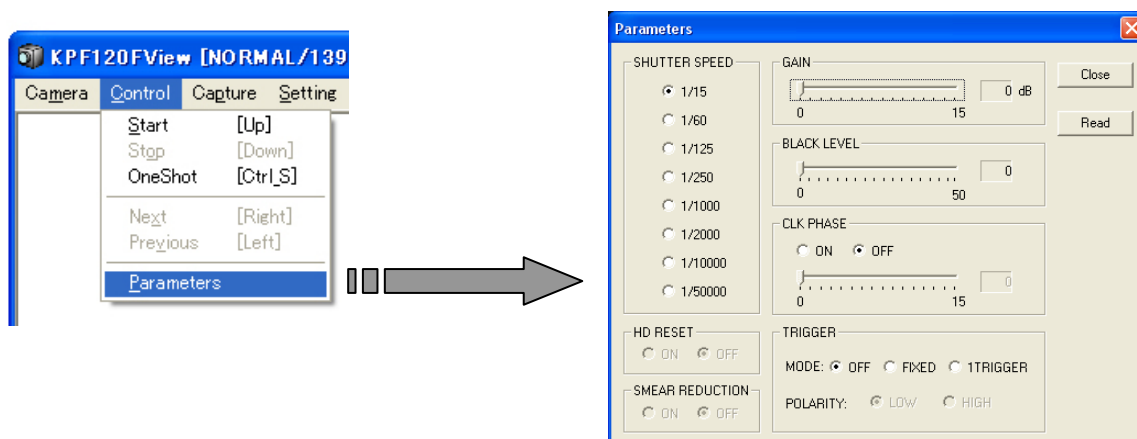 KPF120FView [NORMAL/139
Camera Control Capture Setting
Start [Up]
Stop [Down]
OneShot [Ctrl_S]
Next [Right]
Previous [Left]
Parameters
Parameters
SHUTTER SPEED
1/15
1/60
1/125
1/250
1/1000
1/2000
1/10000
1/50000
HD RESET
ON OFF
SMEAR REDUCTION
ON OFF
GAIN
0 dB
0 15
BLACK LEVEL
0
0 50
CLK PHASE
ON OFF
0
0 15
TRIGGER
MODE: OFF FIXED 1TRIGGER
POLARITY: LOW HIGH
Close
Read